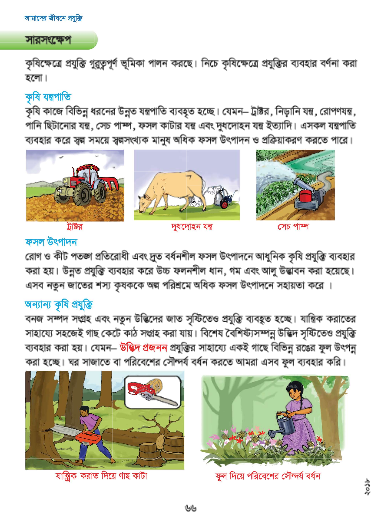 আমাদের জীবনে প্রযুক্তি
সারসংক্ষেপ
কৃষিক্ষেত্রে প্রযুক্তি গুরুত্বপূর্ণ ভূমিকা পালন করছে। নিচে কৃষিক্ষেত্রে প্রযুক্তির ব্যবহার বর্ণনা করা
হলো।
কৃষি যন্ত্রপাতি
কৃষি কাজে বিভিন্ন ধরনের উন্নত যন্ত্রপাতি ব্যবহৃত হচ্ছে। যেমন– ট্রাক্টর, নিড়ানি যন্ত্র, রোপণযন্ত্র,
পানি ছিটানোর যন্ত্র, সেচ পাম্প, ফসল কাটার যন্ত্র এবং দুধদোহন যন্ত্র ইত্যাদি। এসকল যন্ত্রপাতি
ব্যবহার করে স্বল্প সময়ে স্বল্পসংখ্যক মানুষ অধিক ফসল উৎপাদন ও প্রক্রিয়াকরণ করতে পারে।
ট্রাক্টর
দুধদোহন যন্ত্র
সেচ পাম্প
ফসল উৎপাদন
রোগ ও কীট পতঙ্গ প্রতিরোধী এবং দ্রুত বর্ধনশীল ফসল উৎপাদনে আধুনিক কৃষি প্রযুক্তি ব্যবহার
করা হয়। উন্নত প্রযুক্তি ব্যবহার করে উচ্চ ফলনশীল ধান, গম এবং আলু উদ্ভাবন করা হয়েছে।
এসব নতুন জাতের শস্য কৃষককে অল্প পরিশ্রমে অধিক ফসল উৎপাদনে সহায়তা করে ।
অন্যান্য কৃষি প্রযুক্তি
বনজ সম্পদ সংগ্রহ এবং নতুন উদ্ভিদের জাত সৃষ্টিতেও প্রযুক্তি ব্যবহৃত হচ্ছে। যান্ত্রিক করাতের
সাহায্যে সহজেই গাছ কেটে কাঠ সংগ্রহ করা যায়। বিশেষ বৈশিষ্ট্যসম্পন্ন উদ্ভিদ সৃষ্টিতেও প্রযুক্তি
ব্যবহার করা হয়। যেমন– উদ্ভিদ প্রজনন প্রযুক্তির সাহায্যে একই গাছে বিভিন্ন রঙের ফুল উৎপন্ন
করা হচ্ছে। ঘর সাজাতে বা পরিবেশের সৌন্দর্য বর্ধন করতে আমরা এসব ফুল ব্যবহার করি।
যান্ত্রিক করাত দিয়ে গাছ কাটা
ফুল দিয়ে পরিবেশের সৌন্দর্য বর্ধন
৬৬
২০১৮